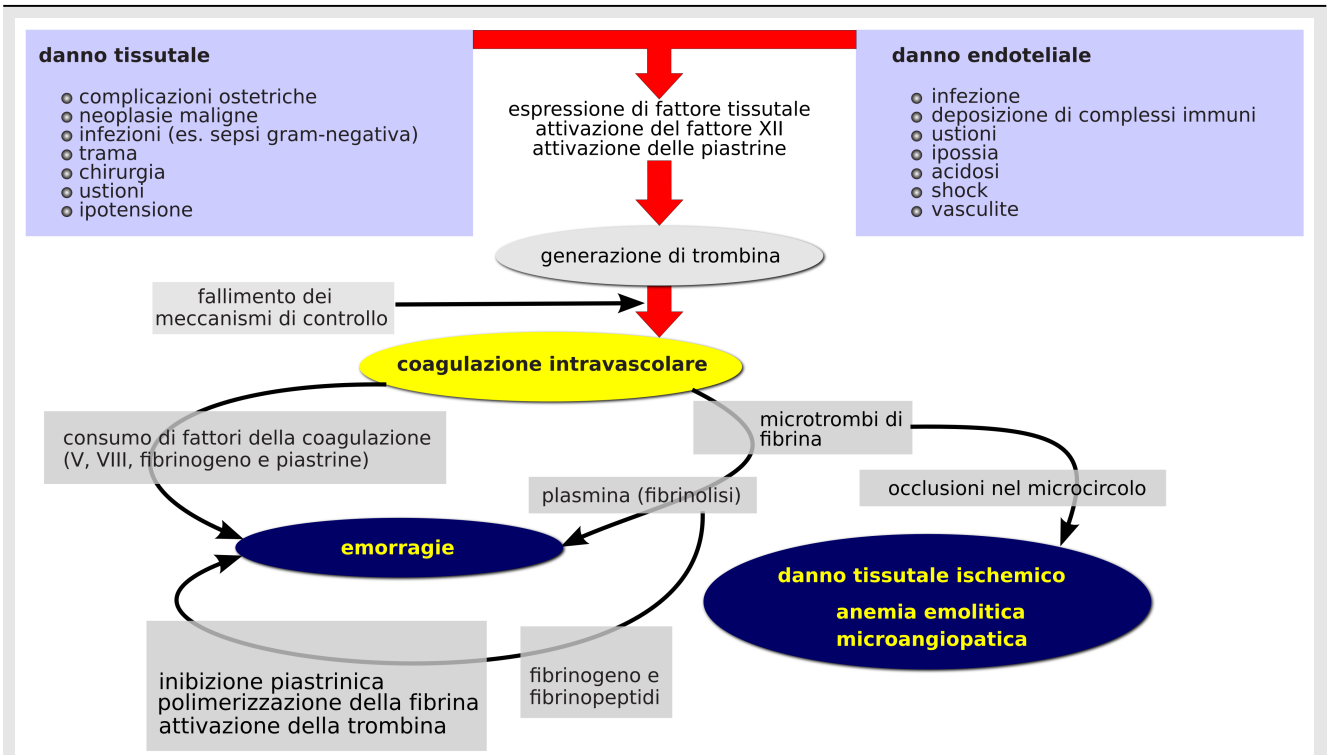 danno tissutale
complicazioni ostetriche
neoplasie maligne
infezioni (es. sepsi gram-negativa)
trama
chirurgia
ustioni
ipotensione
espressione di fattore tissutale
attivazione del fattore XII
attivazione delle piastrine
danno endoteliale
infezione
deposizione di complessi immuni
ustioni
ipossia
acidosi
shock
vasculite
generazione di trombina
fallimento dei
meccanismi di controllo
coagulazione intravascolare
consumo di fattori della coagulazione
(V, VIII, fibrinogeno e piastrine)
microtrombi di
fibrina
plasmina (fibrinolisi)
occlusioni nel microcircolo
emorragie
danno tissutale ischemico
anemia emolitica
microangiopatica
inibizione piastrinica
polimerizzazione della fibrina
attivazione della trombina
fibrinogeno e
fibrinopeptidi